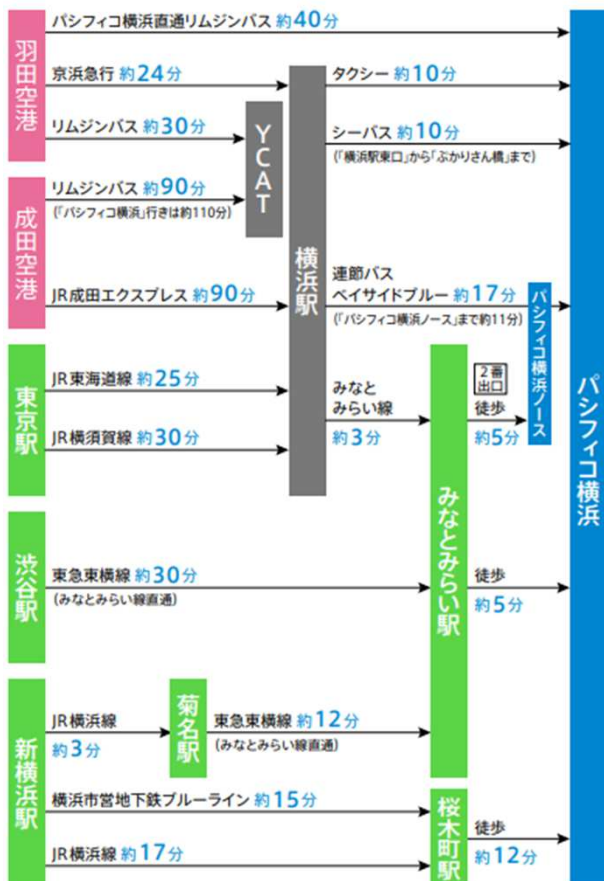 羽田空港
パシフィコ横浜直通リムジンバス 約40分
京浜急行 約24分
リムジンバス 約30分
成田空港
リムジンバス 約90分
(「パシフィコ横浜」行きは約110分)
JR成田エクスプレス 約90分
YCAT
東京駅
JR東海道線 約25分
JR横須賀線 約30分
横浜駅
タクシー 約10分
シーバス 約10分
(「横浜駅東口」から「ぷかりさん橋」まで)
連節バス
ベイサイドブルー 約17分
(「パシフィコ横浜ノース」まで約11分)
みなと
みらい線
約3分
渋谷駅
東急東横線 約30分
(みなとみらい線直通)
新横浜駅
JR横浜線
約3分
菊名駅
東急東横線 約12分
(みなとみらい線直通)
横浜市営地下鉄ブルーライン 約15分
JR横浜線 約17分
みなとみらい駅
2番
出口
徒歩
約5分
パシフィコ横浜ノース
徒歩
約5分
桜木町駅
徒歩
約12分
パシフィコ横浜